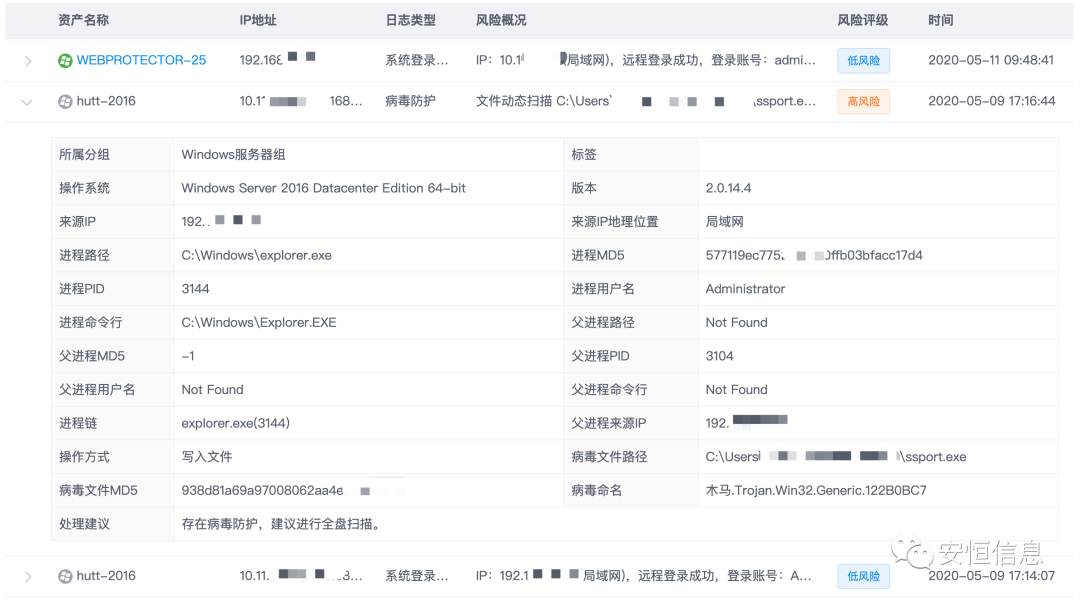 资产名称 IP地址 日志类型 风险概况 风险评级 时间
WEBPROTECTOR-25 192.168 系统登录... IP：10.1 局域网)，远程登录成功，登录账号：admi... 低风险 2020-05-11 09:48:41
hutt-2016 10.1 168... 病毒防护 文件动态扫描 C:\Users \ssport.e... 高风险 2020-05-09 17:16:44
所属分组 Windows服务器组 标签
操作系统 Windows Server 2016 Datacenter Edition 64-bit 版本 2.0.14.4
来源IP 192. 来源IP地理位置 局域网
进程路径 C:\Windows\explorer.exe 进程MD5 577119ec775 ffb03bfacc17d4
进程PID 3144 进程用户名 Administrator
进程命令行 C:\Windows\Explorer.EXE 父进程路径 Not Found
父进程MD5 -1 父进程PID 3104
父进程用户名 Not Found 父进程命令行 Not Found
进程链 explorer.exe(3144) 父进程来源IP 192.
操作方式 写入文件 病毒文件路径 C:\Users \ssport.exe
病毒文件MD5 938d81a69a97008062aa4e 病毒命名 木马.Trojan.Win32.Generic.122B0BC7
处理建议 存在病毒防护，建议进行全盘扫描。
安恒信息
hutt-2016 10.11. 系统登录... IP：192.1 局域网)，远程登录成功，登录账号：A... 低风险 2020-05-09 17:14:07